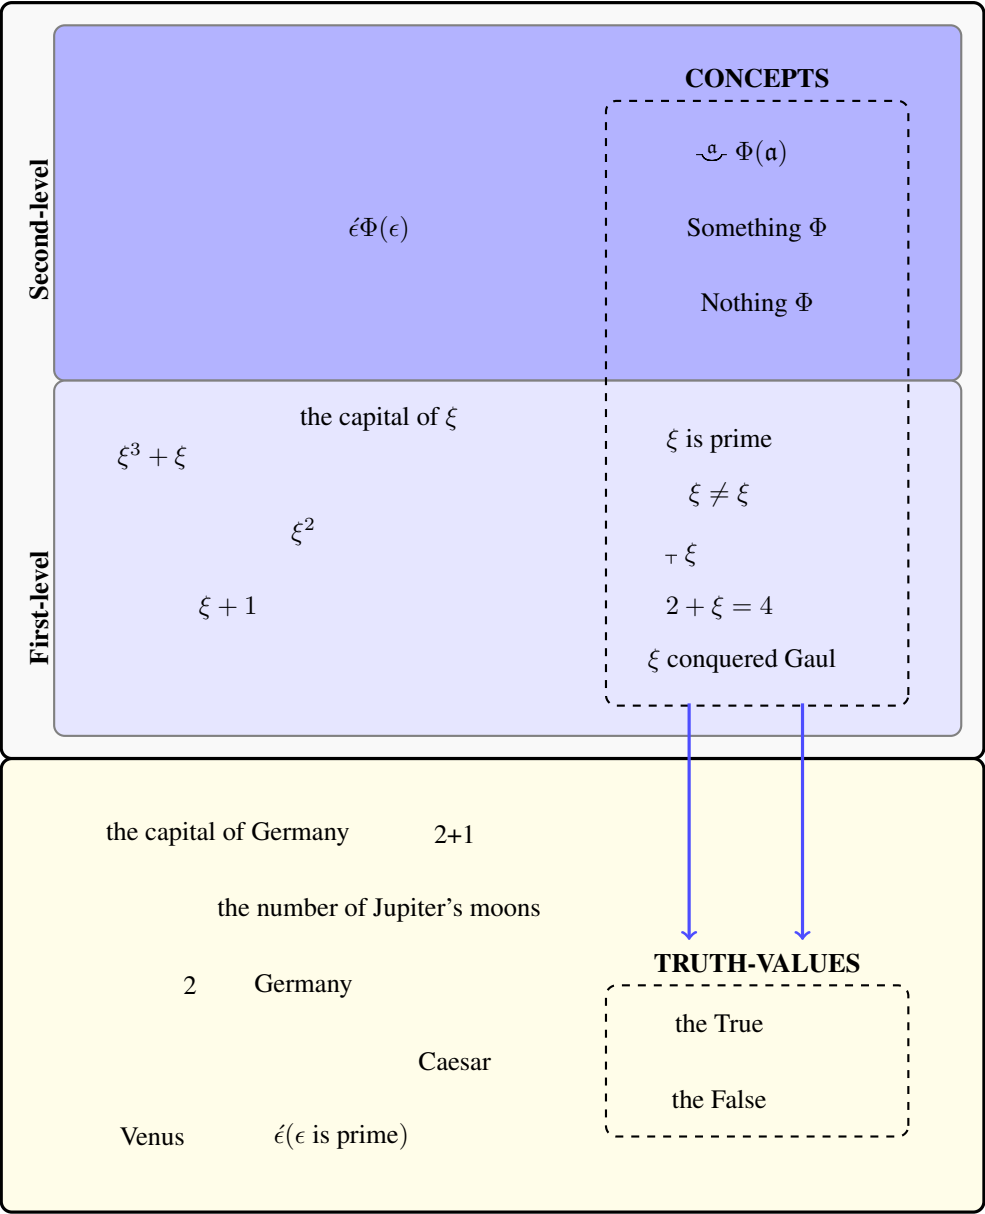 CONCEPTS
𝔞 Φ(𝔞)
Second-level
έΦ(ϵ)
Something Φ
Nothing Φ
First-level
the capital of ξ
ξ is prime
ξ³ + ξ
ξ ≠ ξ
ξ²
⊤ ξ
ξ + 1
2 + ξ = 4
ξ conquered Gaul
the capital of Germany
2+1
the number of Jupiter's moons
TRUTH-VALUES
2
Germany
the True
Caesar
the False
Venus
έ(ϵ is prime)